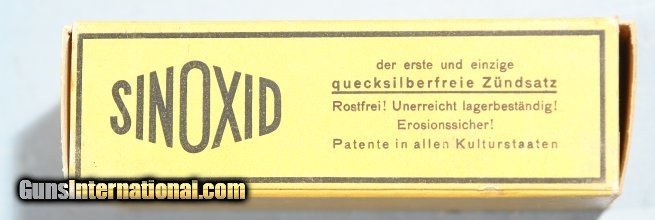 SINOXID
der erste und einzige
quecksilberfreie Zündsatz
Rostfrei! Unerreicht lagerbeständig!
Erosionssicher!
Patente in allen Kulturstaaten
GunsInternational.com